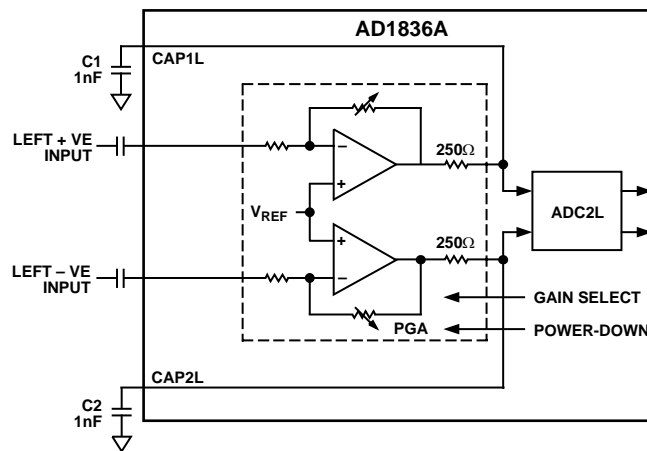 AD1836A
C1
1nF
CAP1L
LEFT + VE
INPUT
−
+
250Ω
VREF
ADC2L
+
−
250Ω
LEFT – VE
INPUT
GAIN SELECT
PGA
POWER-DOWN
CAP2L
C2
1nF